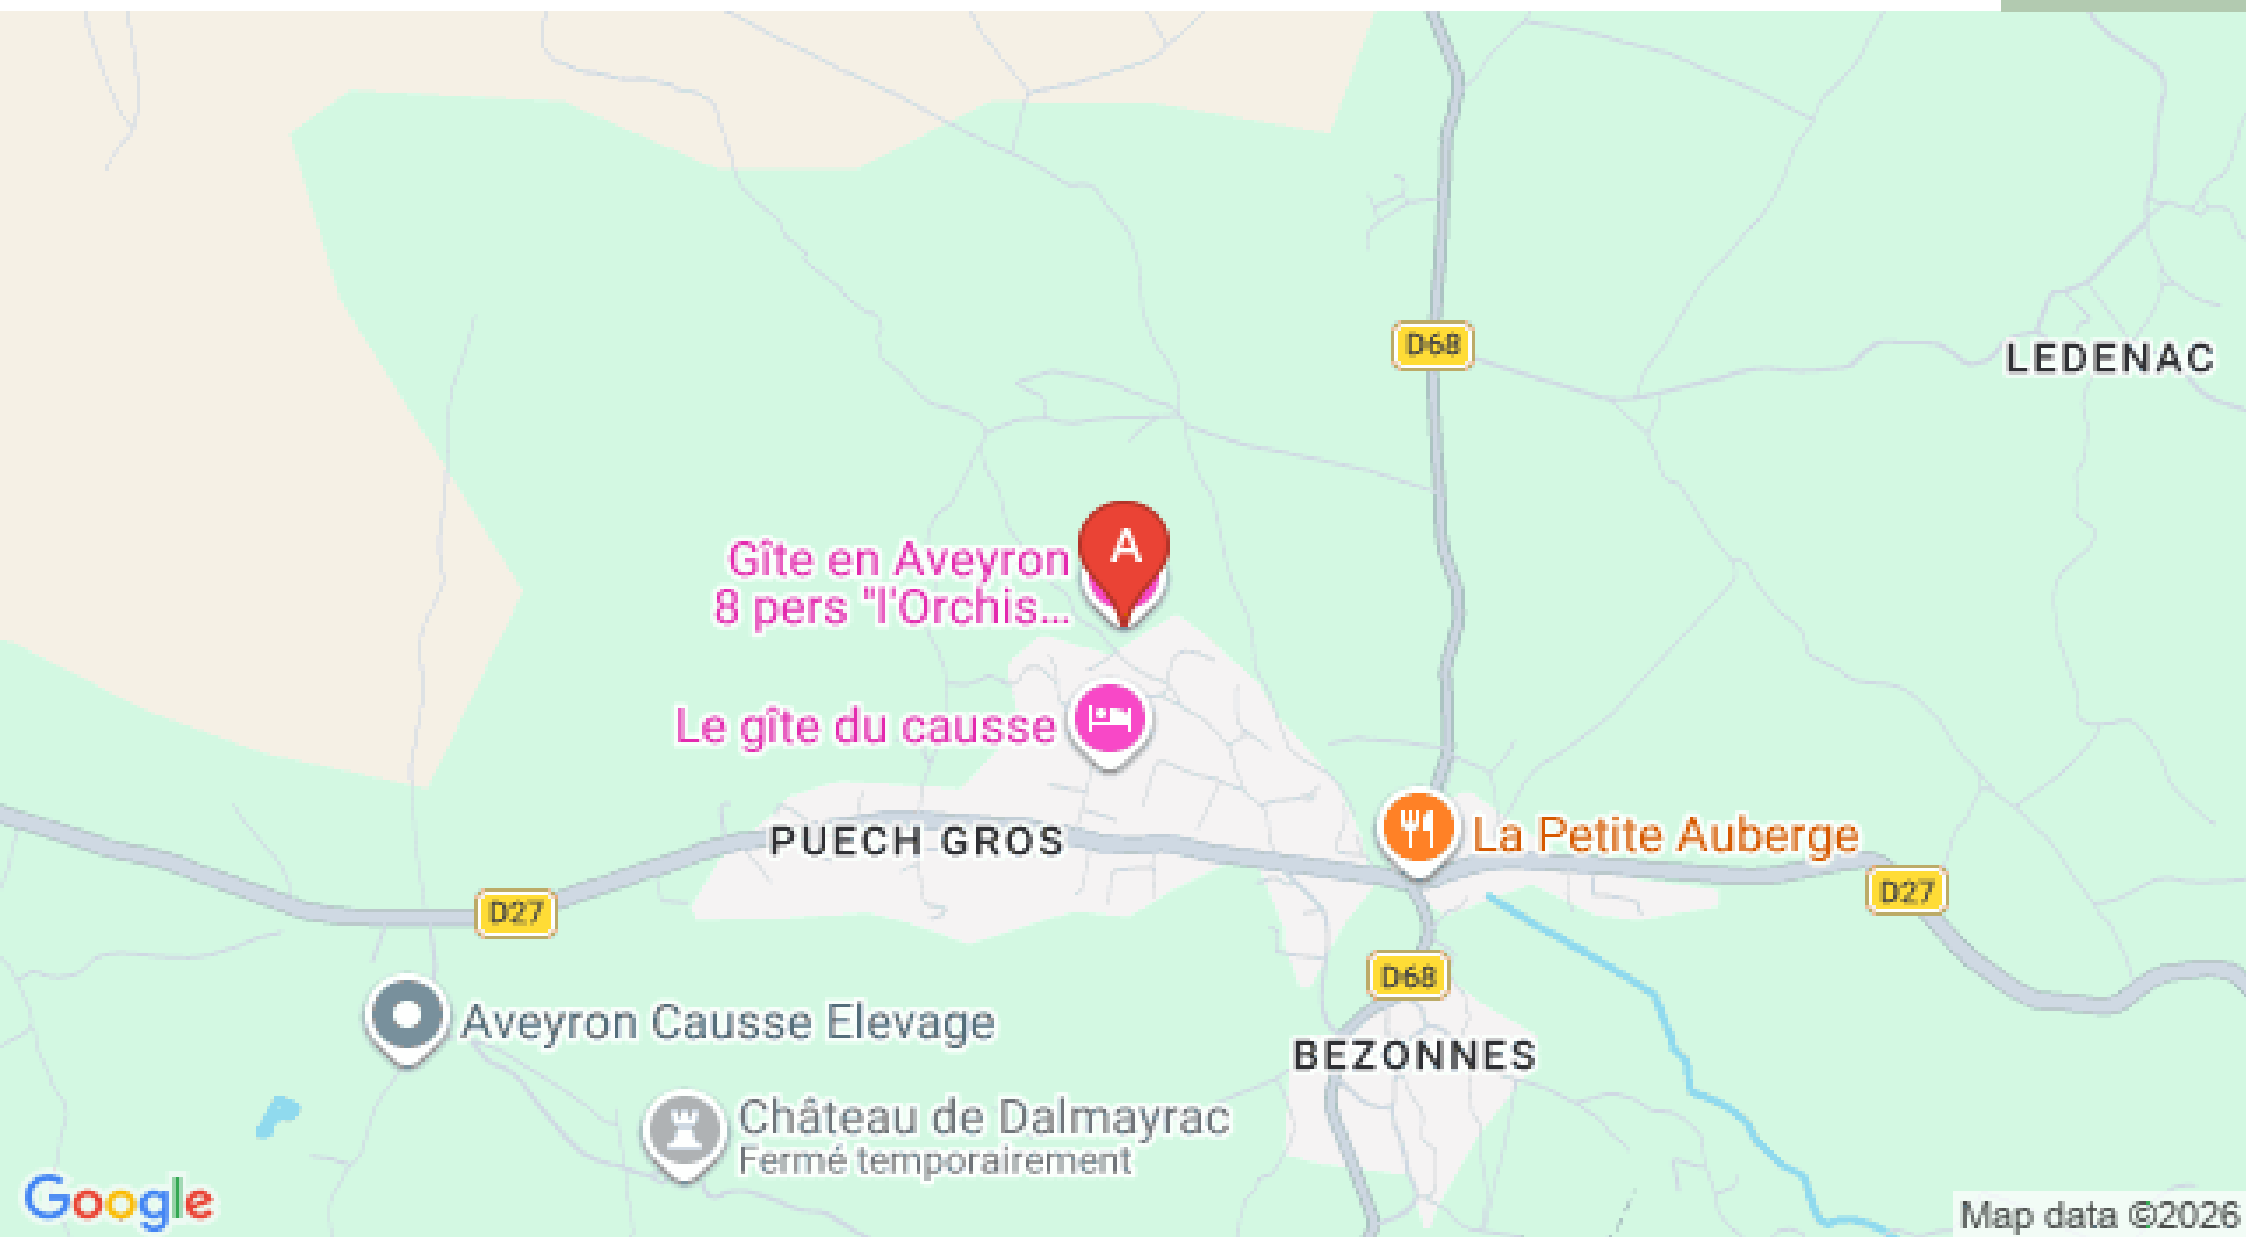 D68
LEDENAC
A
Gîte en Aveyron
8 pers "l'Orchis...
Le gîte du causse
PUECH GROS
La Petite Auberge
D27
D27
D68
Aveyron Causse Elevage
BEZONNES
Château de Dalmayrac
Fermé temporairement
Google
Map data ©2026